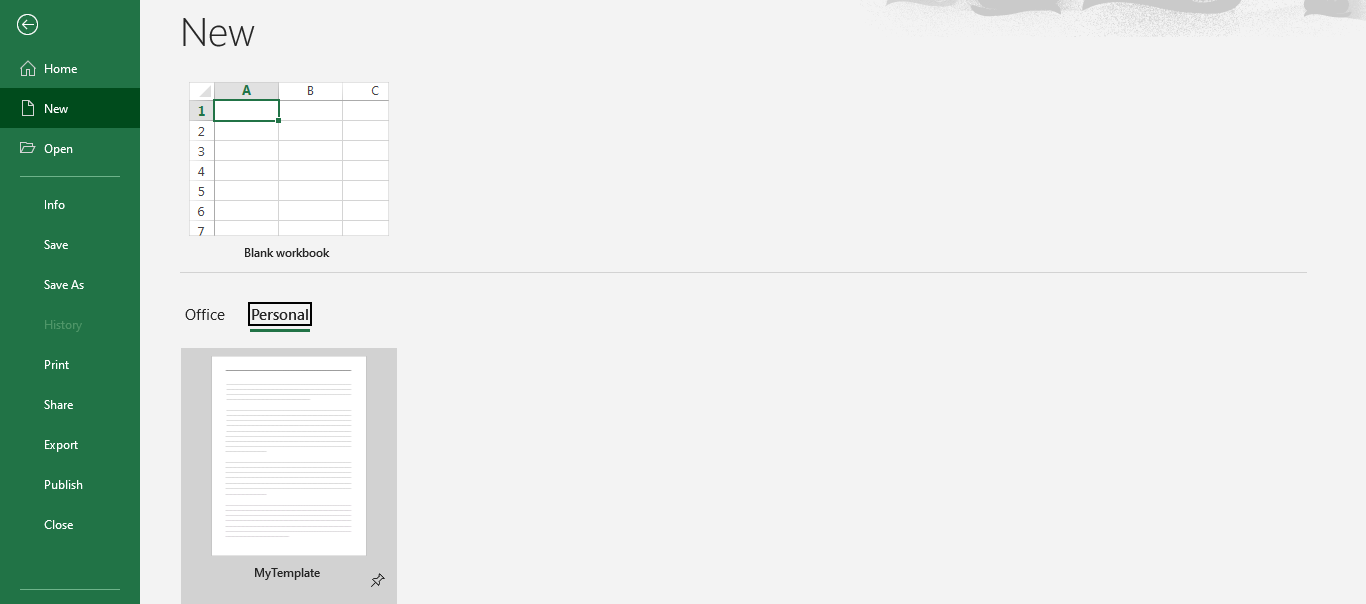 Home
New
Open
Info
Save
Save As
History
Print
Share
Export
Publish
Close
New
A B C
1
2
3
4
5
6
7
Blank workbook
Office Personal
MyTemplate